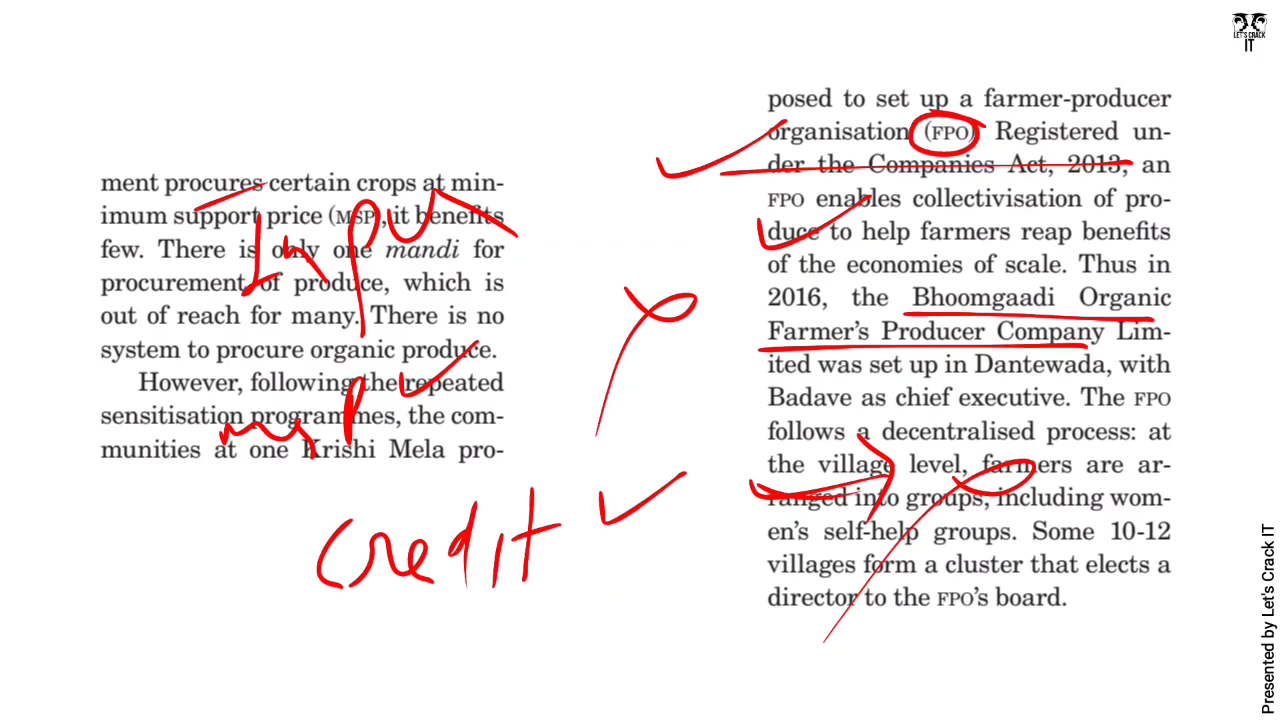 ment procures certain crops at min-
imum support price (MSP), it benefits
few. There is only one mandi for
procurement of produce, which is
out of reach for many. There is no
system to procure organic produce.
However, following the repeated
sensitisation programmes, the com-
munities at one Krishi Mela pro-
Input
msp
credit
posed to set up a farmer-producer
organisation (FPO) Registered un-
der the Companies Act, 2013, an
FPO enables collectivisation of pro-
duce to help farmers reap benefits
of the economies of scale. Thus in
2016, the Bhoomgaadi Organic
Farmer's Producer Company Lim-
ited was set up in Dantewada, with
Badave as chief executive. The FPO
follows a decentralised process: at
the village level, farmers are ar-
ranged into groups, including wom-
en's self-help groups. Some 10-12
villages form a cluster that elects a
director to the FPO's board.
LET'S CRACK
IT
Presented by Let's Crack IT